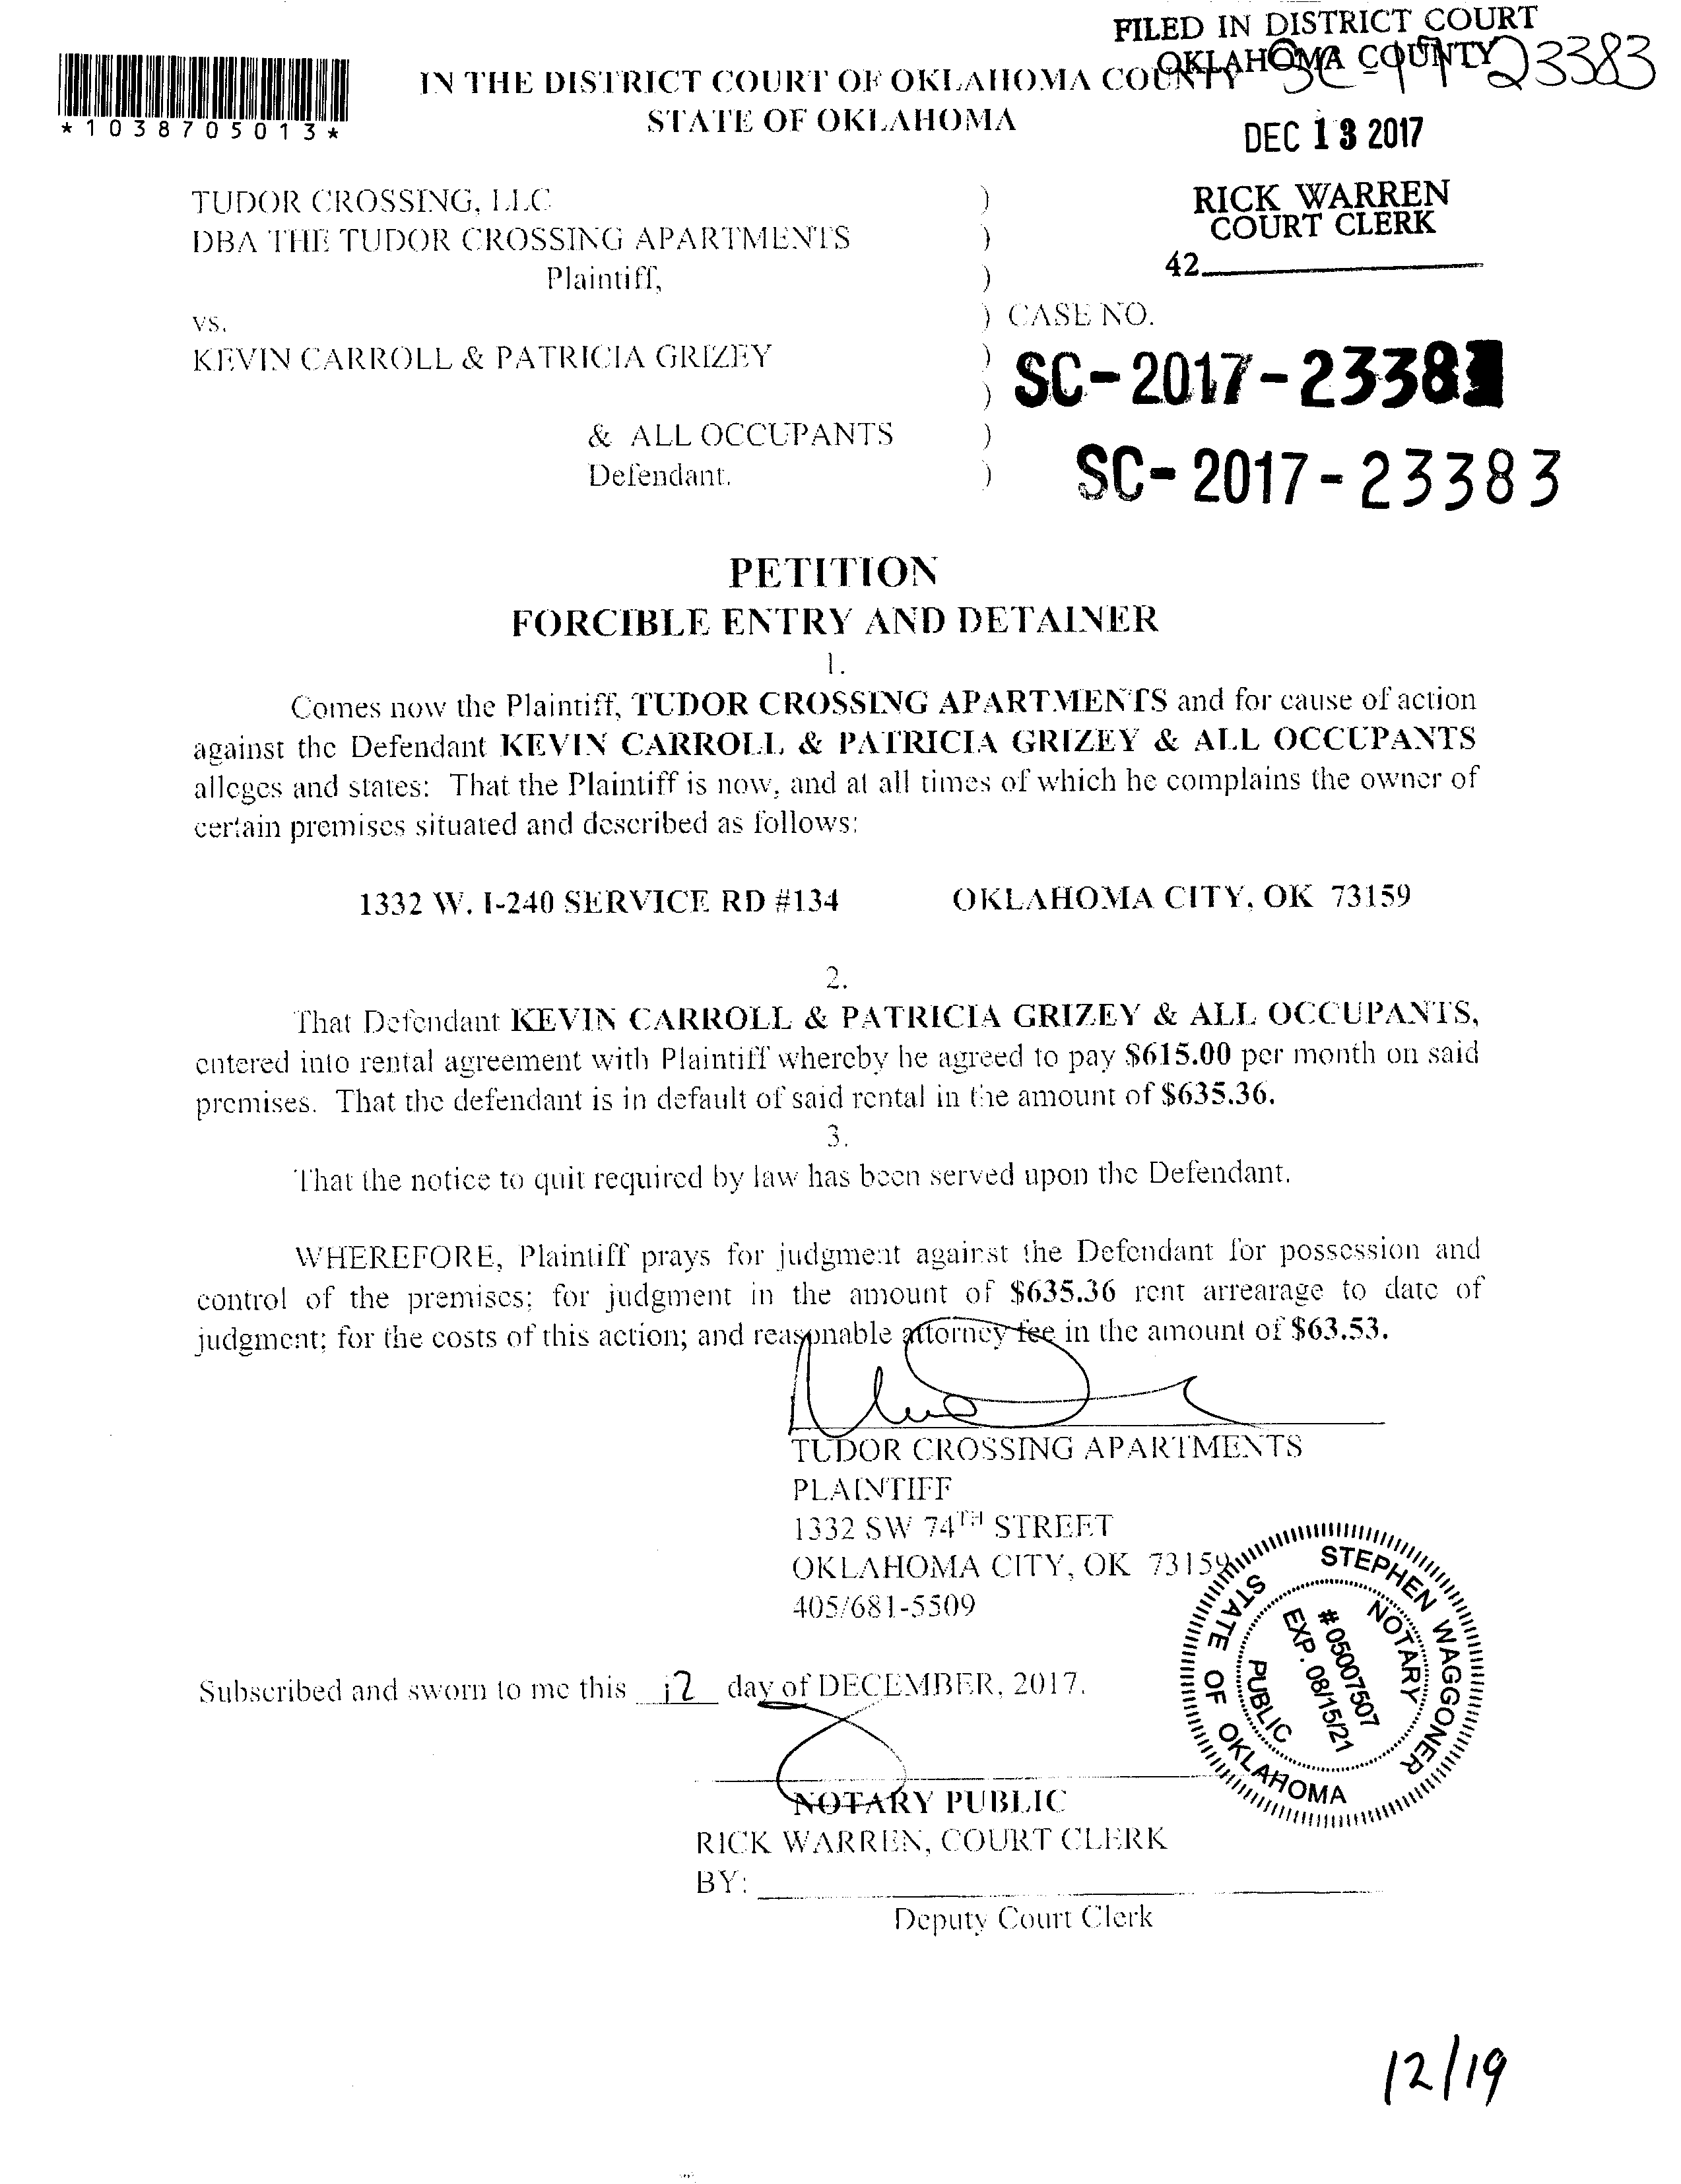 FILED IN DISTRICT COURT
OKLAHOMA COUNTY
SC 17 23383
*1038705013*
IN THE DISTRICT COURT OF OKLAHOMA COUNTY
STATE OF OKLAHOMA
DEC 13 2017
RICK WARREN
COURT CLERK
42
TUDOR CROSSING, LLC
DBA THE TUDOR CROSSING APARTMENTS
Plaintiff,
vs.
KEVIN CARROLL & PATRICIA GRIZEY
& ALL OCCUPANTS
Defendant.
)
)
)
) CASE NO.
)
)
)
)
SC-2017-2338
SC-2017-23383
PETITION
FORCIBLE ENTRY AND DETAINER
1.
Comes now the Plaintiff, TUDOR CROSSING APARTMENTS and for cause of action
against the Defendant KEVIN CARROLL & PATRICIA GRIZEY & ALL OCCUPANTS
alleges and states: That the Plaintiff is now, and at all times of which he complains the owner of
certain premises situated and described as follows:
1332 W. I-240 SERVICE RD #134 OKLAHOMA CITY, OK 73159
2.
That Defendant KEVIN CARROLL & PATRICIA GRIZEY & ALL OCCUPANTS,
entered into rental agreement with Plaintiff whereby he agreed to pay $615.00 per month on said
premises. That the defendant is in default of said rental in the amount of $635.36.
3.
That the notice to quit required by law has been served upon the Defendant.
WHEREFORE, Plaintiff prays for judgment against the Defendant for possession and
control of the premises; for judgment in the amount of $635.36 rent arrearage to date of
judgment; for the costs of this action; and reasonable attorney fee in the amount of $63.53.
TUDOR CROSSING APARTMENTS
PLAINTIFF
1332 SW 74TH STREET
OKLAHOMA CITY, OK 73159
405/681-5509
STEPHEN WAGGONER
STATE OF OKLAHOMA
NOTARY
PUBLIC
# 05007507
EXP. 08/15/21
Subscribed and sworn to me this 12 day of DECEMBER, 2017.
NOTARY PUBLIC
RICK WARREN, COURT CLERK
BY:
Deputy Court Clerk
12/19